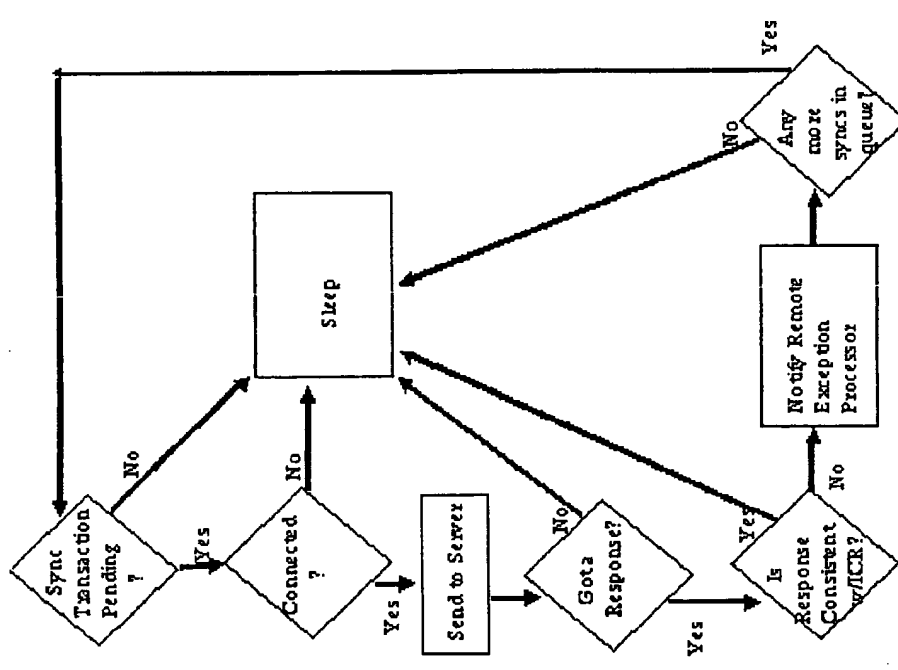 Sync
Transaction
Pending
?
No
Yes
Connected
?
No
Yes
Send to Server
Got a
Response?
No
Yes
Is
Response
Consistent
w/ICR?
Yes
No
Notify Remote
Exception
Processor
Any
more
syncs in
queue?
No
Yes
Sleep